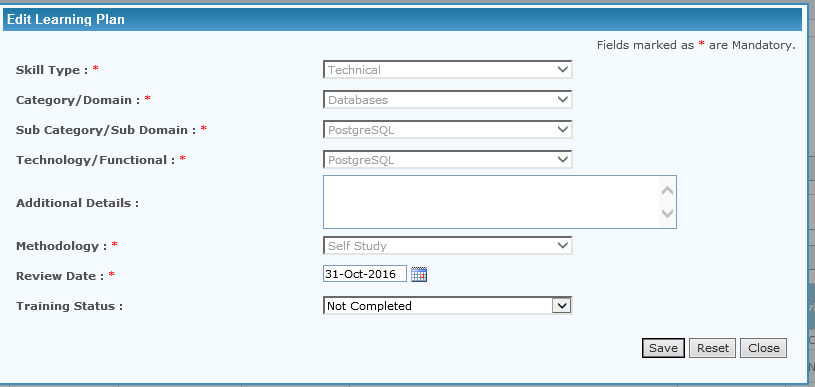 Edit Learning Plan
Fields marked as * are Mandatory.
Skill Type : * Technical
Category/Domain : * Databases
Sub Category/Sub Domain : * PostgreSQL
Technology/Functional : * PostgreSQL
Additional Details :
Methodology : * Self Study
Review Date : * 31-Oct-2016
Training Status : Not Completed
Save Reset Close